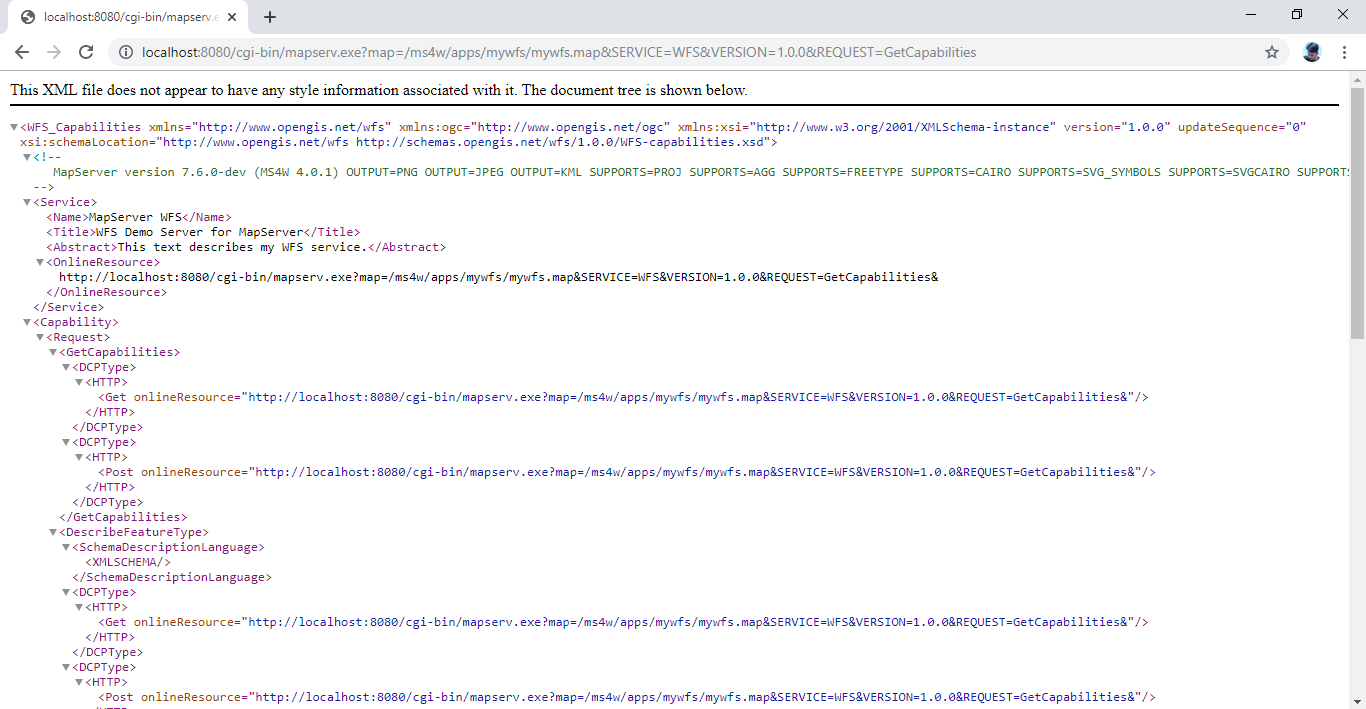 localhost:8080/cgi-bin/mapserv.e
localhost:8080/cgi-bin/mapserv.exe?map=/ms4w/apps/mywfs/mywfs.map&SERVICE=WFS&VERSION=1.0.0&REQUEST=GetCapabilities
This XML file does not appear to have any style information associated with it. The document tree is shown below.
<WFS_Capabilities xmlns="http://www.opengis.net/wfs" xmlns:ogc="http://www.opengis.net/ogc" xmlns:xsi="http://www.w3.org/2001/XMLSchema-instance" version="1.0.0" updateSequence="0"
xsi:schemaLocation="http://www.opengis.net/wfs http://schemas.opengis.net/wfs/1.0.0/WFS-capabilities.xsd">
<!--
MapServer version 7.6.0-dev (MS4W 4.0.1) OUTPUT=PNG OUTPUT=JPEG OUTPUT=KML SUPPORTS=PROJ SUPPORTS=AGG SUPPORTS=FREETYPE SUPPORTS=CAIRO SUPPORTS=SVG_SYMBOLS SUPPORTS=SVGCAIRO SUPPORTS
-->
<Service>
<Name>MapServer WFS</Name>
<Title>WFS Demo Server for MapServer</Title>
<Abstract>This text describes my WFS service.</Abstract>
<OnlineResource>
http://localhost:8080/cgi-bin/mapserv.exe?map=/ms4w/apps/mywfs/mywfs.map&SERVICE=WFS&VERSION=1.0.0&REQUEST=GetCapabilities&
</OnlineResource>
</Service>
<Capability>
<Request>
<GetCapabilities>
<DCPType>
<HTTP>
<Get onlineResource="http://localhost:8080/cgi-bin/mapserv.exe?map=/ms4w/apps/mywfs/mywfs.map&SERVICE=WFS&VERSION=1.0.0&REQUEST=GetCapabilities&"/>
</HTTP>
</DCPType>
<DCPType>
<HTTP>
<Post onlineResource="http://localhost:8080/cgi-bin/mapserv.exe?map=/ms4w/apps/mywfs/mywfs.map&SERVICE=WFS&VERSION=1.0.0&REQUEST=GetCapabilities&"/>
</HTTP>
</DCPType>
</GetCapabilities>
<DescribeFeatureType>
<SchemaDescriptionLanguage>
<XMLSCHEMA/>
</SchemaDescriptionLanguage>
<DCPType>
<HTTP>
<Get onlineResource="http://localhost:8080/cgi-bin/mapserv.exe?map=/ms4w/apps/mywfs/mywfs.map&SERVICE=WFS&VERSION=1.0.0&REQUEST=GetCapabilities&"/>
</HTTP>
</DCPType>
<DCPType>
<HTTP>
<Post onlineResource="http://localhost:8080/cgi-bin/mapserv.exe?map=/ms4w/apps/mywfs/mywfs.map&SERVICE=WFS&VERSION=1.0.0&REQUEST=GetCapabilities&"/>